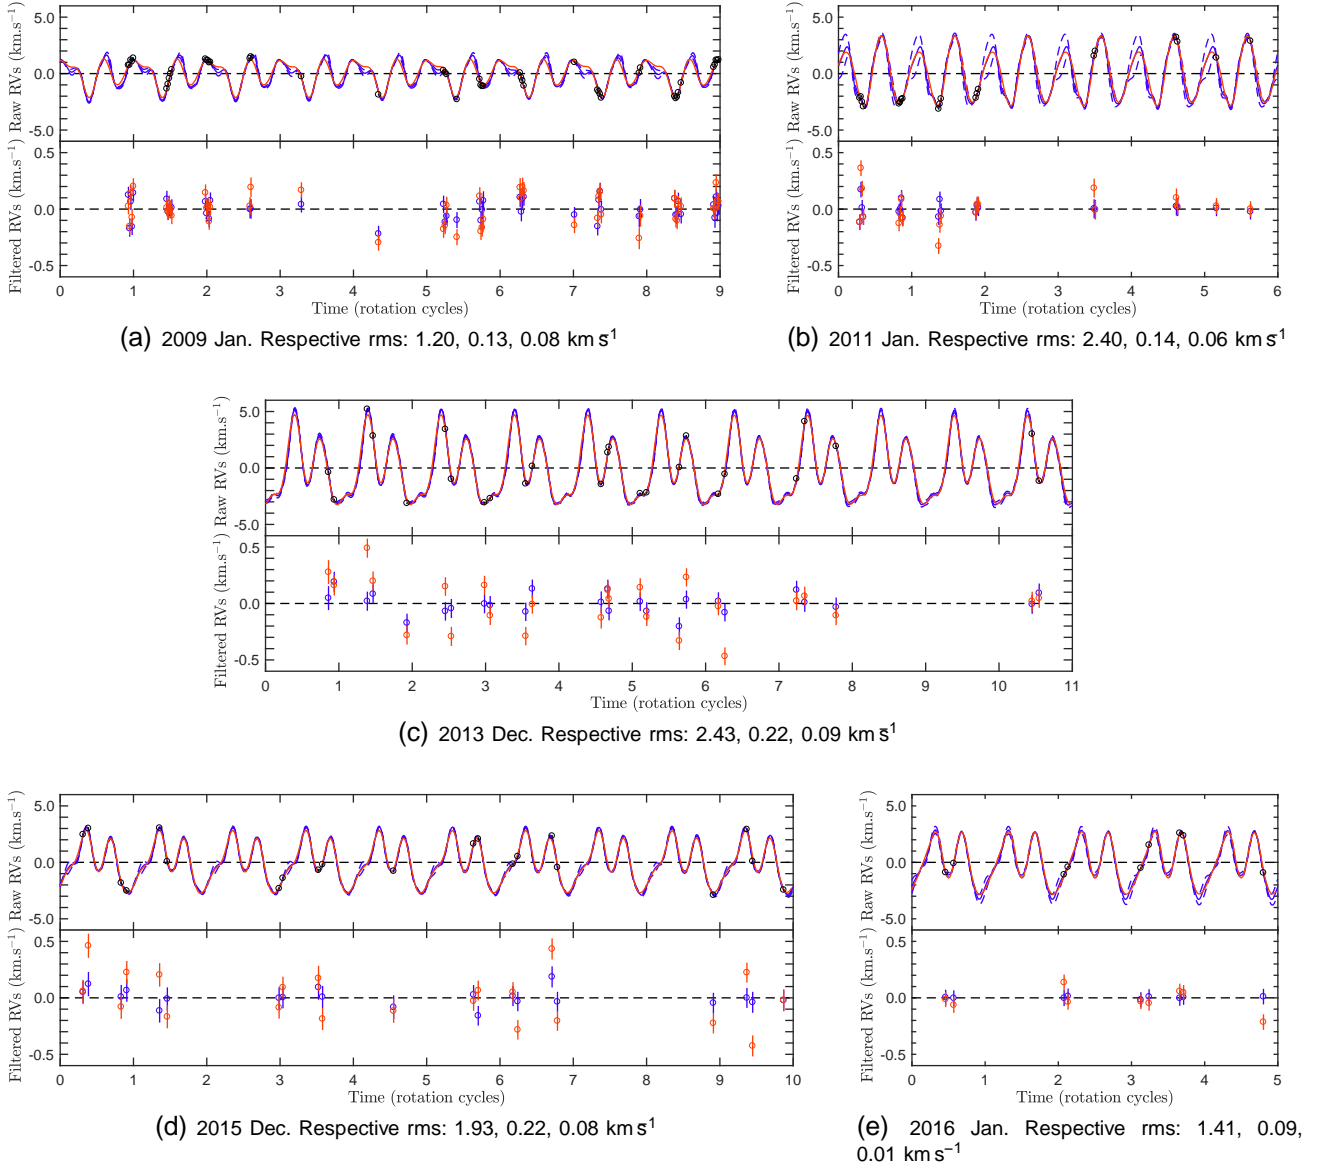 5.0
0.0
-5.0
Raw RVs (km.s⁻¹)
0.5
0.0
-0.5
Filtered RVs (km.s⁻¹)
0 1 2 3 4 5 6 7 8 9
Time (rotation cycles)
(a) 2009 Jan. Respective rms: 1.20, 0.13, 0.08 km s⁻¹
5.0
0.0
-5.0
Raw RVs (km.s⁻¹)
0.5
0.0
-0.5
Filtered RVs (km.s⁻¹)
0 1 2 3 4 5 6
Time (rotation cycles)
(b) 2011 Jan. Respective rms: 2.40, 0.14, 0.06 km s⁻¹
5.0
0.0
-5.0
Raw RVs (km.s⁻¹)
0.5
0.0
-0.5
Filtered RVs (km.s⁻¹)
0 1 2 3 4 5 6 7 8 9 10 11
Time (rotation cycles)
(c) 2013 Dec. Respective rms: 2.43, 0.22, 0.09 km s⁻¹
5.0
0.0
-5.0
Raw RVs (km.s⁻¹)
0.5
0.0
-0.5
Filtered RVs (km.s⁻¹)
0 1 2 3 4 5 6 7 8 9 10
Time (rotation cycles)
(d) 2015 Dec. Respective rms: 1.93, 0.22, 0.08 km s⁻¹
5.0
0.0
-5.0
Raw RVs (km.s⁻¹)
0.5
0.0
-0.5
Filtered RVs (km.s⁻¹)
0 1 2 3 4 5
Time (rotation cycles)
(e) 2016 Jan. Respective rms: 1.41, 0.09,
0.01 km s⁻¹